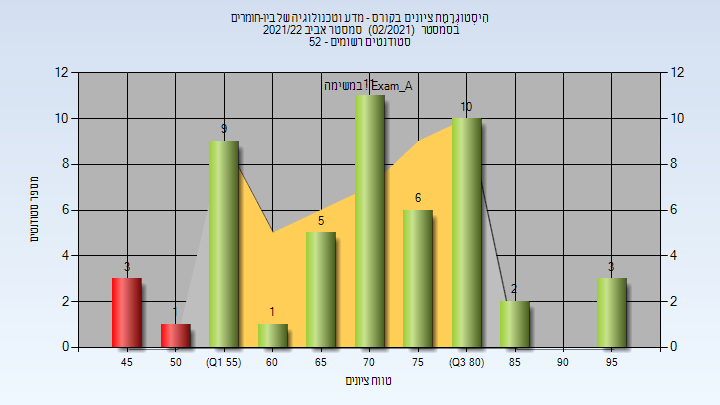 הִיסְטוֹגְרָמַת ציונים בקורס - מדע וטכנולוגיה של ביו-חומרים
בסמסטר (02/2021) סמסטר אביב 2021/22
סטודנטים רשומים - 52
במשימה : Exam_A
מספר סטודנטים
12 12
10 10
8 8
6 6
4 4
2 2
0 0
3 1 9 1 5 11 6 10 2 3
45 50 (Q1 55) 60 65 70 75 (Q3 80) 85 90 95
טווח ציונים